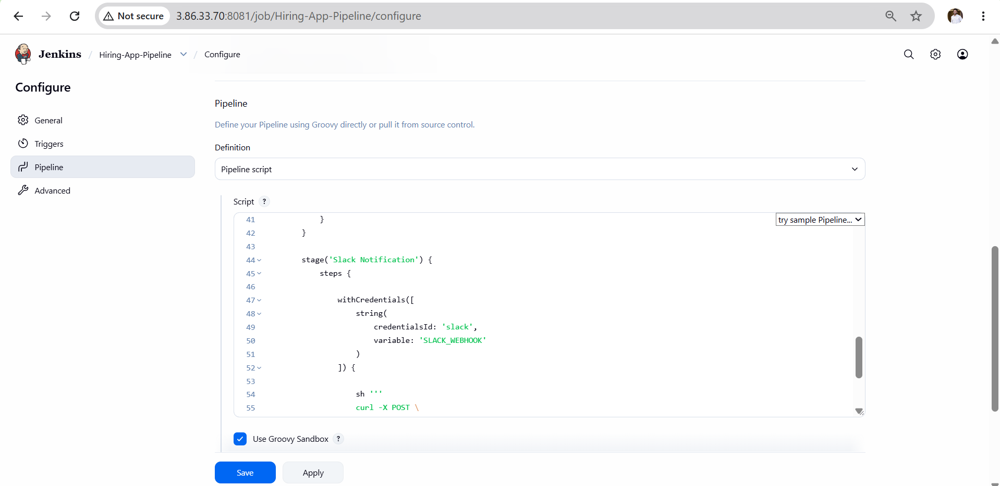 Not secure 3.86.33.70:8081/job/Hiring-App-Pipeline/configure
Jenkins / Hiring-App-Pipeline / Configure
Configure
General
Triggers
Pipeline
Advanced
Pipeline
Define your Pipeline using Groovy directly or pull it from source control.
Definition
Pipeline script
Script ?
try sample Pipeline...
41 }
42 }
43
44 stage('Slack Notification') {
45 steps {
46
47 withCredentials([
48 string(
49 credentialsId: 'slack',
50 variable: 'SLACK_WEBHOOK'
51 )
52 ]) {
53
54 sh '''
55 curl -X POST \
Use Groovy Sandbox ?
Save
Apply